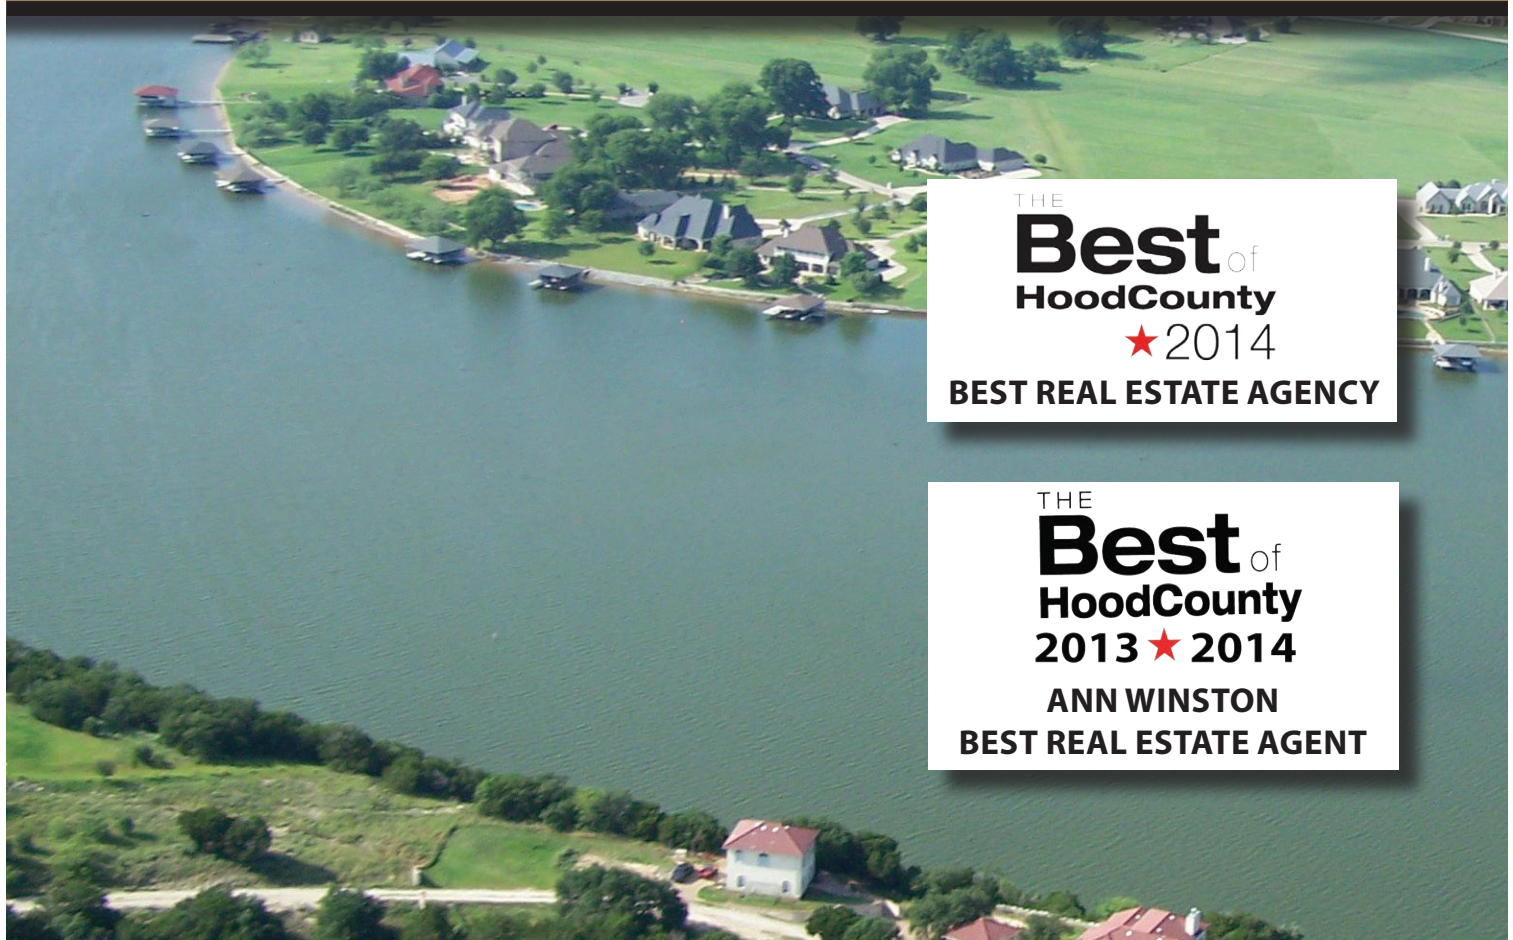 THE
Best of
HoodCounty
★2014
BEST REAL ESTATE AGENCY
THE
Best of
HoodCounty
2013 ★ 2014
ANN WINSTON
BEST REAL ESTATE AGENT